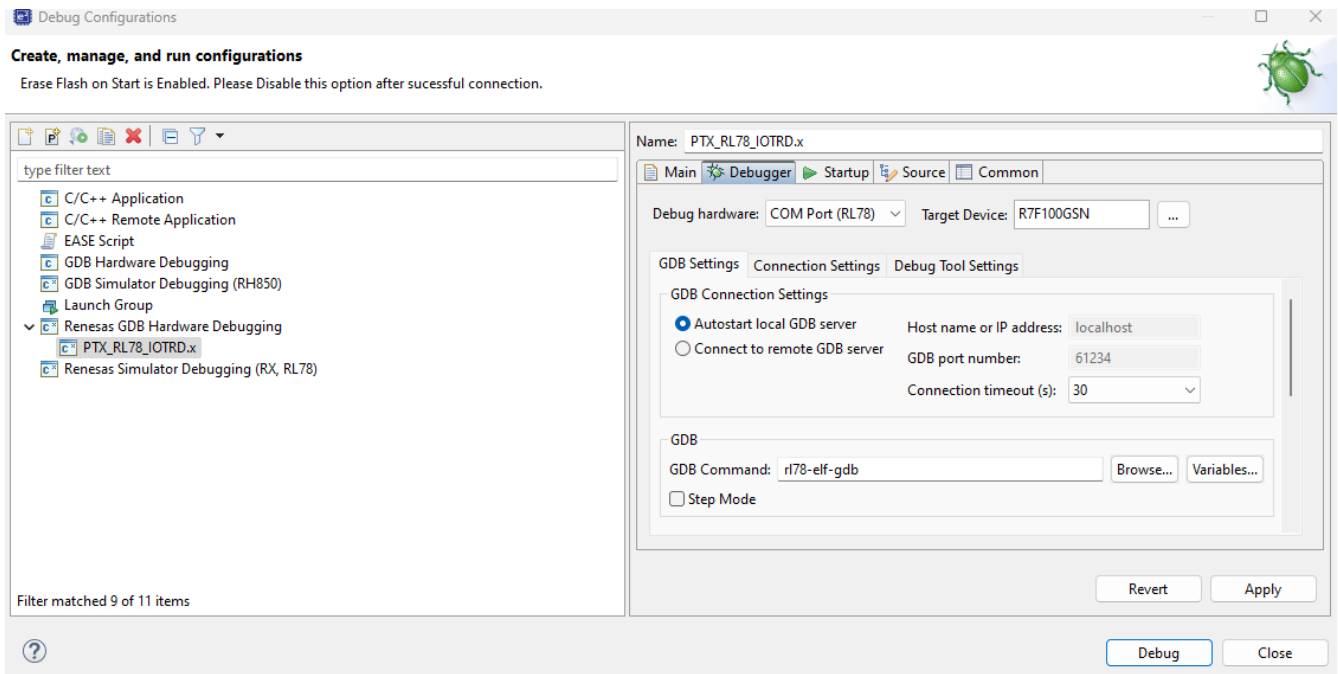 Debug Configurations
Create, manage, and run configurations
Erase Flash on Start is Enabled. Please Disable this option after sucessful connection.
type filter text
C/C++ Application
C/C++ Remote Application
EASE Script
GDB Hardware Debugging
GDB Simulator Debugging (RH850)
Launch Group
Renesas GDB Hardware Debugging
PTX_RL78_IOTRD.x
Renesas Simulator Debugging (RX, RL78)
Filter matched 9 of 11 items
Name: PTX_RL78_IOTRD.x
Main Debugger Startup Source Common
Debug hardware: COM Port (RL78) Target Device: R7F100GSN ...
GDB Settings Connection Settings Debug Tool Settings
GDB Connection Settings
Autostart local GDB server Host name or IP address: localhost
Connect to remote GDB server GDB port number: 61234
Connection timeout (s): 30
GDB
GDB Command: rl78-elf-gdb Browse... Variables...
Step Mode
Revert Apply
Debug Close